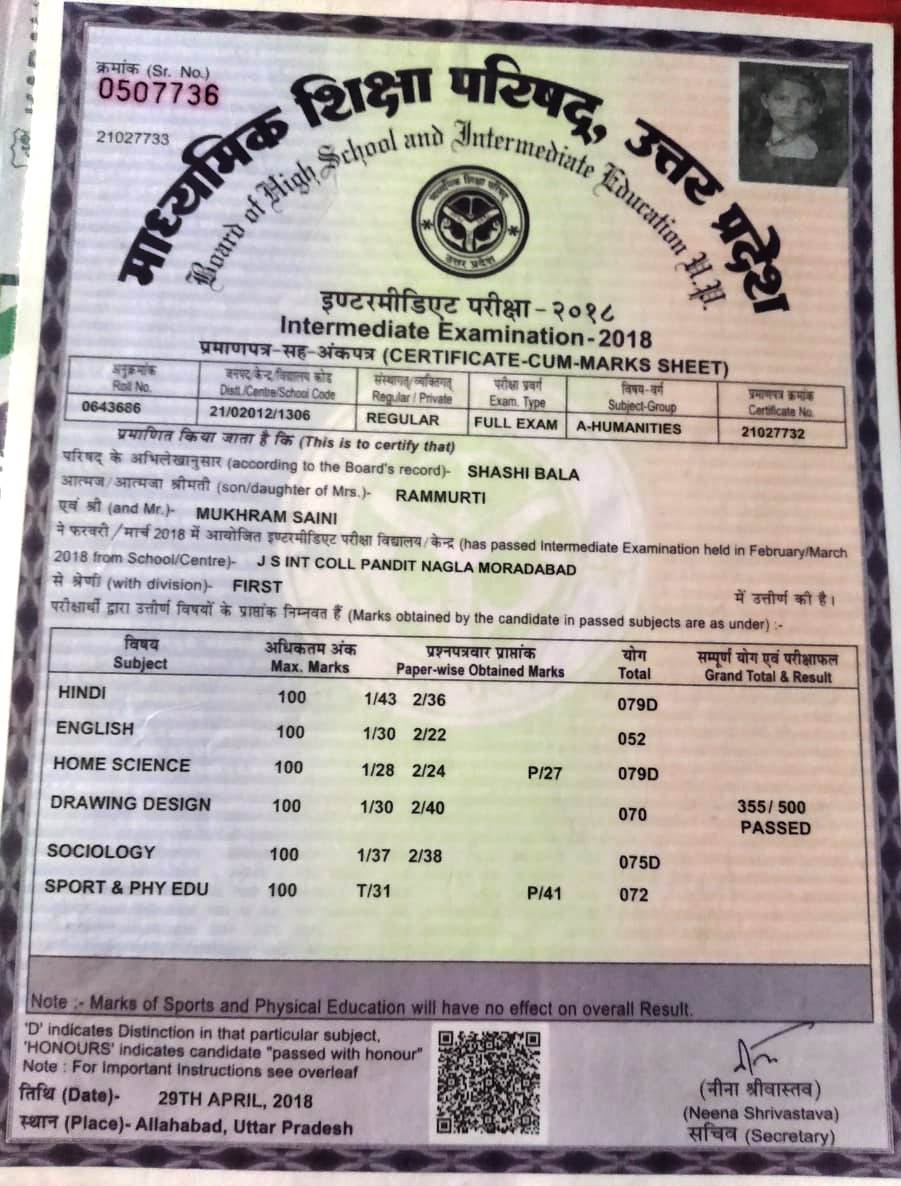 क्रमांक (Sr. No.)
0507736
21027733
माध्यमिक शिक्षा परिषद्, उत्तर प्रदेश
Board of High School and Intermediate Education U.P.
माध्यमिक शिक्षा परिषद्
उत्तर प्रदेश
इण्टरमीडिएट परीक्षा - २०१८
Intermediate Examination - 2018
प्रमाणपत्र-सह-अंकपत्र (CERTIFICATE-CUM-MARKS SHEET)
अनुक्रमांक जनपद/केन्द्र/विद्यालय कोड संस्थागत/व्यक्तिगत परीक्षा प्रवर्ग विषय-वर्ग प्रमाणपत्र क्रमांक
Roll No. Distt./Centre/School Code Regular / Private Exam. Type Subject-Group Certificate No.
0643686 21/02012/1306 REGULAR FULL EXAM A-HUMANITIES 21027732
प्रमाणित किया जाता है कि (This is to certify that)
परिषद के अभिलेखानुसार (according to the Board's record)- SHASHI BALA
आत्मज/आत्मजा श्रीमती (son/daughter of Mrs.)- RAMMURTI
एवं श्री (and Mr.)- MUKHRAM SAINI
ने फरवरी/मार्च 2018 में आयोजित इण्टरमीडिएट परीक्षा विद्यालय/केन्द्र (has passed Intermediate Examination held in February/March
2018 from School/Centre)- J S INT COLL PANDIT NAGLA MORADABAD
से श्रेणी (with division)- FIRST में उत्तीर्ण की है।
परीक्षार्थी द्वारा उत्तीर्ण विषयों के प्राप्तांक निम्नवत हैं (Marks obtained by the candidate in passed subjects are as under) :-
विषय अधिकतम अंक प्रश्नपत्रवार प्राप्तांक योग सम्पूर्ण योग एवं परीक्षाफल
Subject Max. Marks Paper-wise Obtained Marks Total Grand Total & Result
HINDI 100 1/43 2/36 079D
ENGLISH 100 1/30 2/22 052
HOME SCIENCE 100 1/28 2/24 P/27 079D
DRAWING DESIGN 100 1/30 2/40 070 355/ 500
PASSED
SOCIOLOGY 100 1/37 2/38 075D
SPORT & PHY EDU 100 T/31 P/41 072
Note :- Marks of Sports and Physical Education will have no effect on overall Result.
'D' indicates Distinction in that particular subject,
'HONOURS' indicates candidate "passed with honour"
Note : For Important Instructions see overleaf
तिथि (Date)- 29TH APRIL, 2018
स्थान (Place)- Allahabad, Uttar Pradesh
(नीना श्रीवास्तव)
(Neena Shrivastava)
सचिव (Secretary)